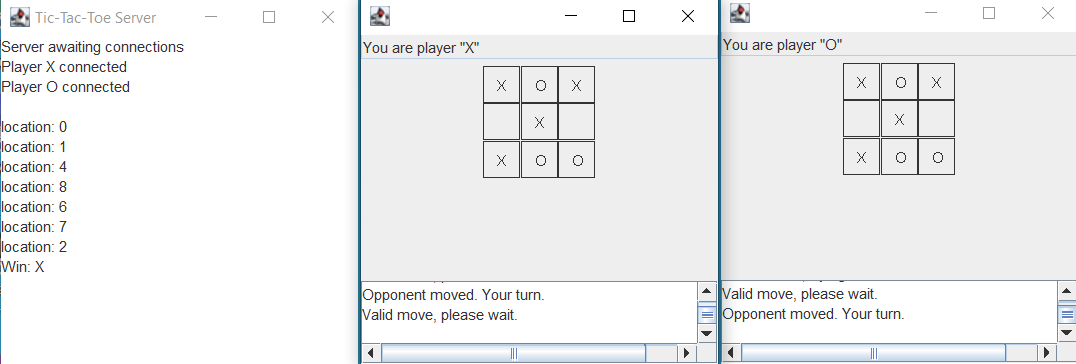 Tic-Tac-Toe Server
Server awaiting connections
Player X connected
Player O connected
location: 0
location: 1
location: 4
location: 8
location: 6
location: 7
location: 2
Win: X
You are player "X"
X O X
X
X O O
Opponent moved. Your turn.
Valid move, please wait.
You are player "O"
X O X
X
X O O
Valid move, please wait.
Opponent moved. Your turn.